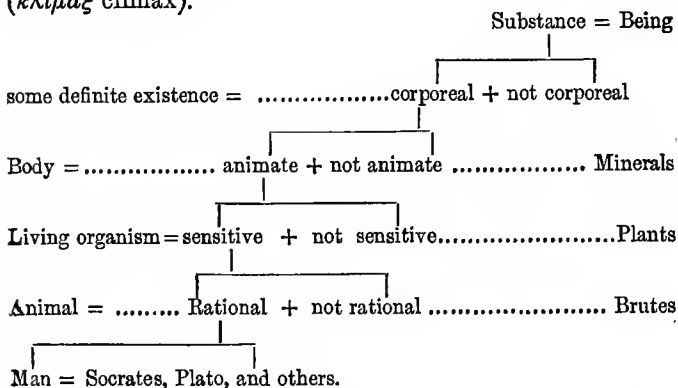 (κλίμαξ climax).
Substance = Being
some definite existence = ..................corporeal + not corporeal
Body = .................. animate + not animate .................. Minerals
Living organism = sensitive + not sensitive.......................Plants
Animal = ......... Rational + not rational ........................ Brutes
Man = Socrates, Plato, and others.